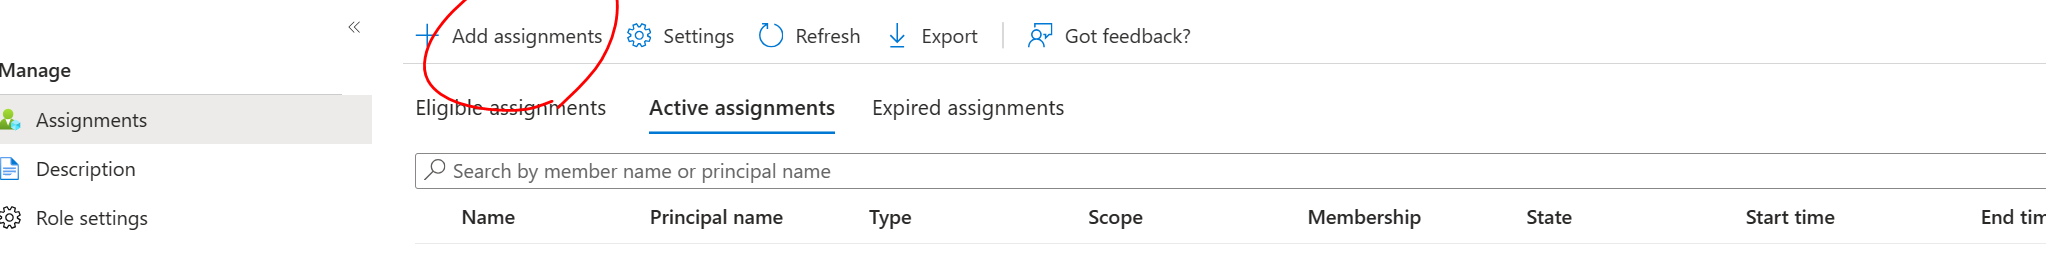 Add assignments Settings Refresh Export Got feedback?
Manage
Eligible assignments Active assignments Expired assignments
Assignments
Description
Search by member name or principal name
Role settings
Name Principal name Type Scope Membership State Start time End tim